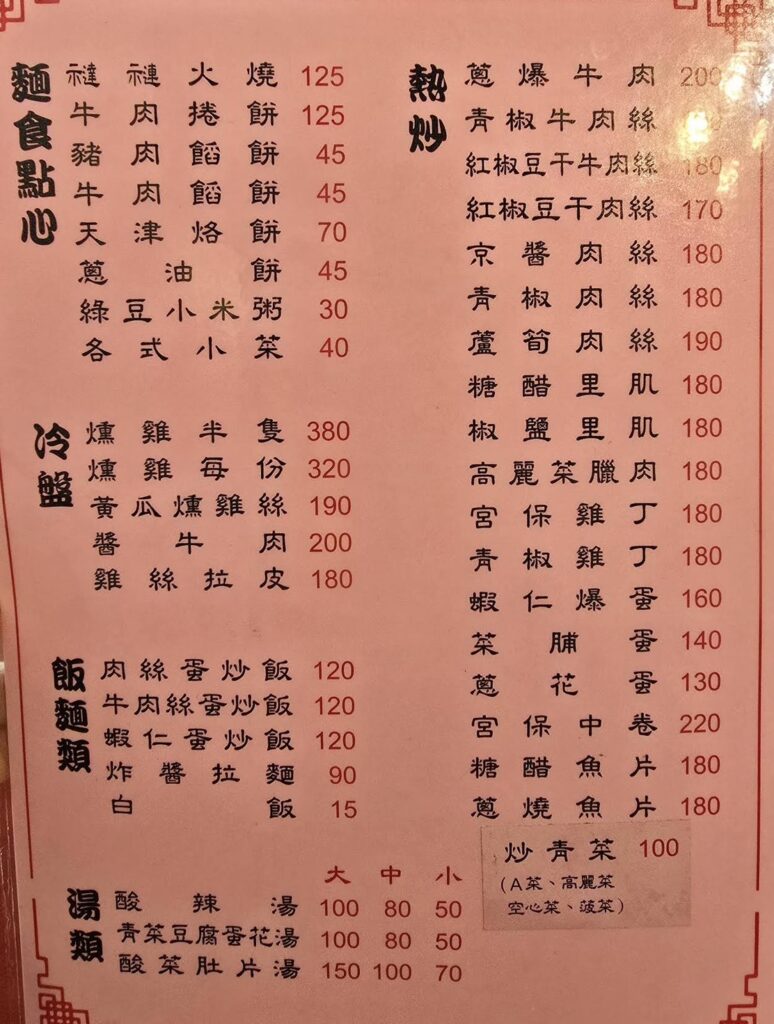 麵食點心
褡褳火燒 125
牛肉捲餅 125
豬肉餡餅 45
牛肉餡餅 45
天津烙餅 70
蔥油餅 45
綠豆小米粥 30
各式小菜 40
冷盤
燻雞半隻 380
燻雞每份 320
黃瓜燻雞絲 190
醬牛肉 200
雞絲拉皮 180
飯麵類
肉絲蛋炒飯 120
牛肉絲蛋炒飯 120
蝦仁蛋炒飯 120
炸醬拉麵 90
白飯 15
湯類
大 中 小
酸辣湯 100 80 50
青菜豆腐蛋花湯 100 80 50
酸菜肚片湯 150 100 70
熱炒
蔥爆牛肉 200
青椒牛肉絲
紅椒豆干牛肉絲 180
紅椒豆干肉絲 170
京醬肉絲 180
青椒肉絲 180
蘆筍肉絲 190
糖醋里肌 180
椒鹽里肌 180
高麗菜臘肉 180
宮保雞丁 180
青椒雞丁 180
蝦仁爆蛋 160
菜脯蛋 140
蔥花蛋 130
宮保中卷 220
糖醋魚片 180
蔥燒魚片 180
炒青菜 100
(A菜、高麗菜
空心菜、菠菜)